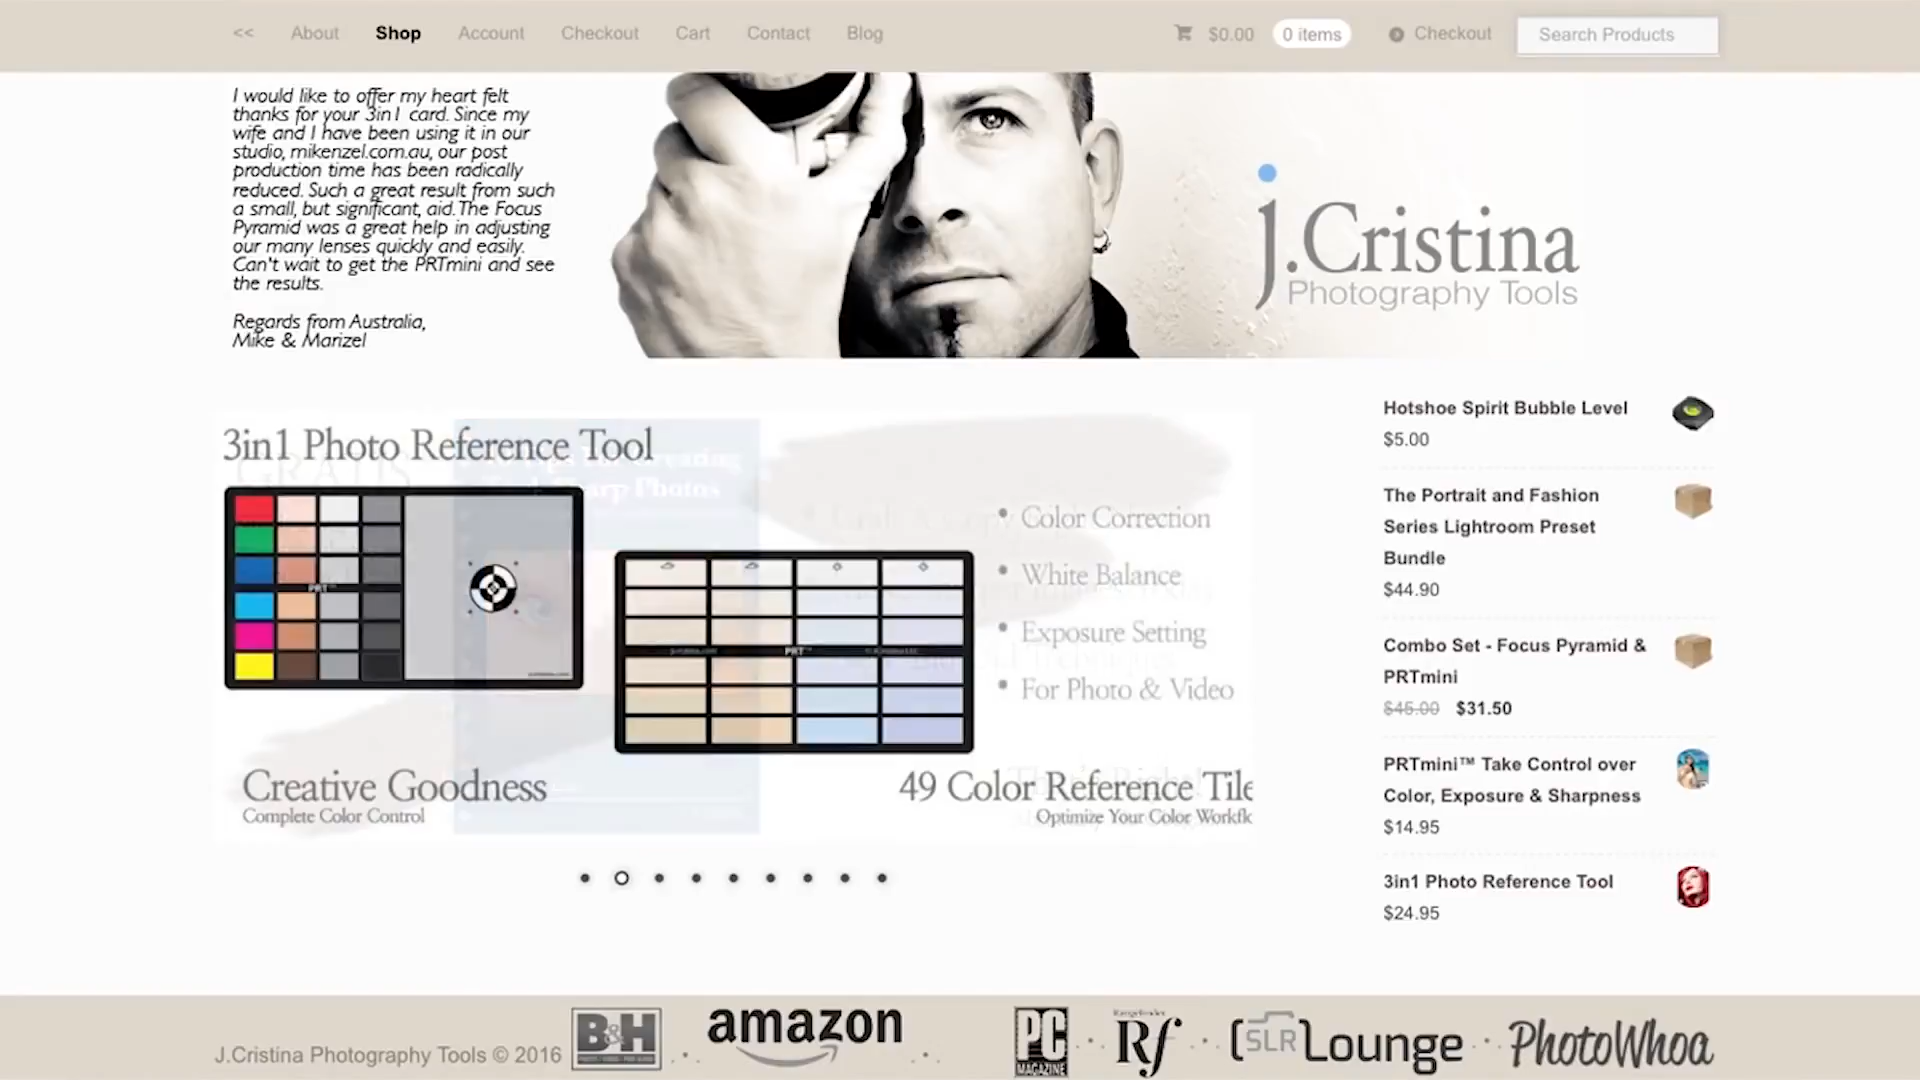 << About Shop Account Checkout Cart Contact Blog $0.00 0 items Checkout Search Products
I would like to offer my heart felt
thanks for your 3in1 card. Since my
wife and I have been using it in our
studio, mikenzel.com.au, our post
production time has been radically
reduced. Such a great result from such
a small, but significant, aid. The Focus
Pyramid was a great help in adjusting
our many lenses quickly and easily.
Can't wait to get the PRTmini and see
the results.
Regards from Australia,
Mike & Marizel
j.Cristina
Photography Tools
3in1 Photo Reference Tool
GRATIS
PRT
PRT
• Color Correction
• White Balance
• Exposure Setting
• For Photo & Video
Creative Goodness
Complete Color Control
49 Color Reference Tile
Optimize Your Color Workfl
Hotshoe Spirit Bubble Level
$5.00
The Portrait and Fashion
Series Lightroom Preset
Bundle
$44.90
Combo Set - Focus Pyramid &
PRTmini
$45.00 $31.50
PRTmini™ Take Control over
Color, Exposure & Sharpness
$14.95
3in1 Photo Reference Tool
$24.95
J.Cristina Photography Tools © 2016
B&H
amazon
PC
MAGAZINE
Rangefinder
Rf
[SLR Lounge
PhotoWhoa